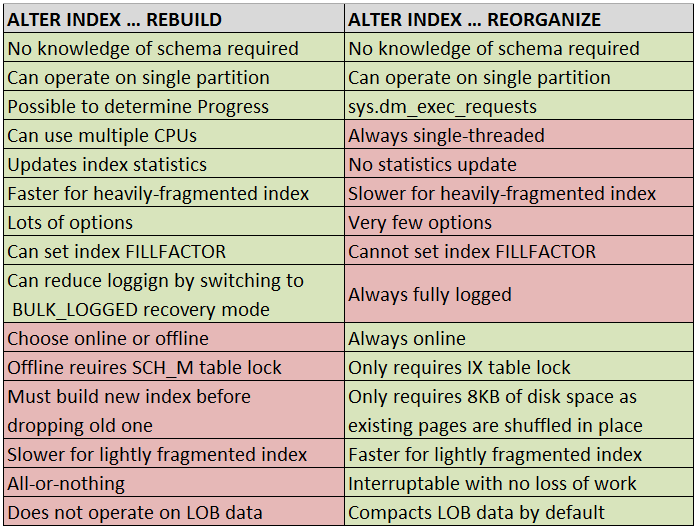 ALTER INDEX … REBUILD ALTER INDEX … REORGANIZE
No knowledge of schema required No knowledge of schema required
Can operate on single partition Can operate on single partition
Possible to determine Progress sys.dm_exec_requests
Can use multiple CPUs Always single-threaded
Updates index statistics No statistics update
Faster for heavily-fragmented index Slower for heavily-fragmented index
Lots of options Very few options
Can set index FILLFACTOR Cannot set index FILLFACTOR
Can reduce loggign by switching to
BULK_LOGGED recovery mode
Always fully logged
Choose online or offline Always online
Offline reuires SCH_M table lock Only requires IX table lock
Must build new index before
dropping old one
Only requires 8KB of disk space as
existing pages are shuffled in place
Slower for lightly fragmented index Faster for lightly fragmented index
All-or-nothing Interruptable with no loss of work
Does not operate on LOB data Compacts LOB data by default